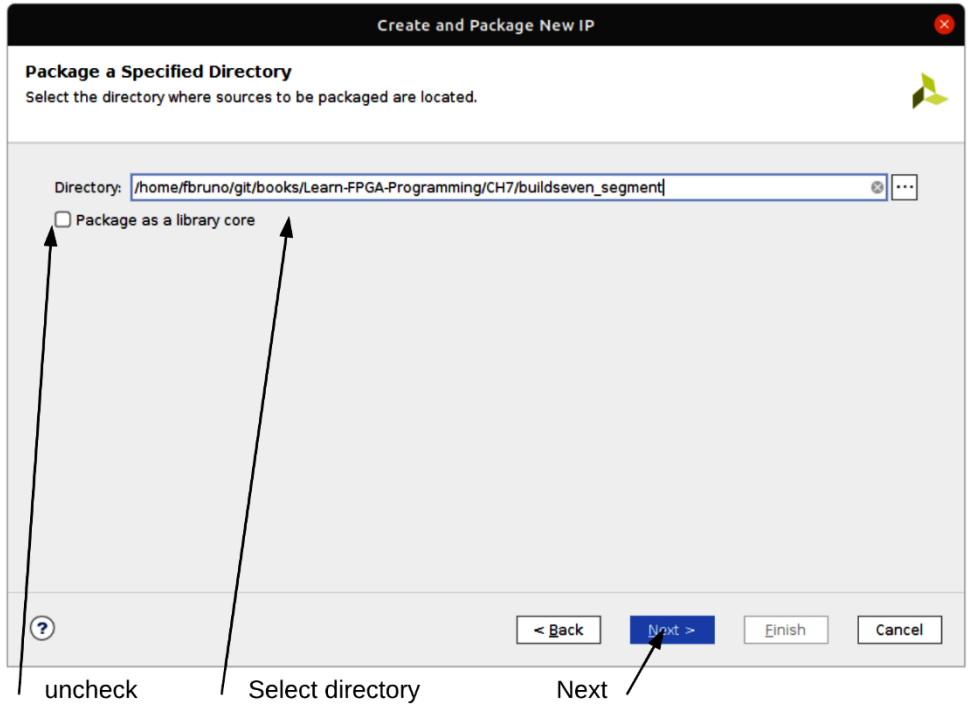 Create and Package New IP
Package a Specified Directory
Select the directory where sources to be packaged are located.
Directory: /home/fbruno/git/books/Learn-FPGA-Programming/CH7/buildseven_segment ...
Package as a library core
? < Back Next > Finish Cancel
uncheck Select directory Next